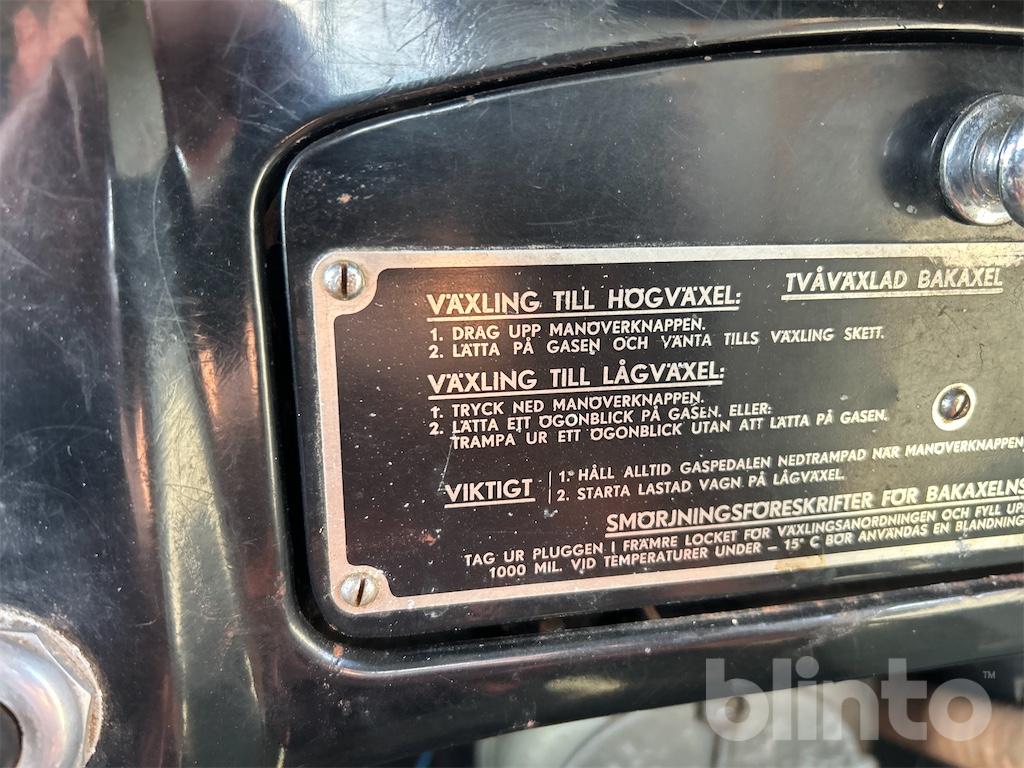 TVÅVÄXLAD BAKAXEL
VÄXLING TILL HÖGVÄXEL:
1. DRAG UPP MANÖVERKNAPPEN.
2. LÄTTA PÅ GASEN OCH VÄNTA TILLS VÄXLING SKETT.
VÄXLING TILL LÅGVÄXEL:
1. TRYCK NED MANÖVERKNAPPEN.
2. LÄTTA ETT ÖGONBLICK PÅ GASEN. ELLER:
TRAMPA UR ETT ÖGONBLICK UTAN ATT LÄTTA PÅ GASEN.
VIKTIGT
1. HÅLL ALLTID GASPEDALEN NEDTRAMPAD NÄR MANÖVERKNAPPEN
2. STARTA LASTAD VAGN PÅ LÅGVÄXEL.
SMÖRJNINGSFÖRESKRIFTER FÖR BAKAXELNS
TAG UR PLUGGEN I FRÄMRE LOCKET FÖR VÄXLINGSANORDNINGEN OCH FYLL UPP
1000 MIL. VID TEMPERATURER UNDER – 15° C BÖR ANVÄNDAS EN BLANDNING
blinto™